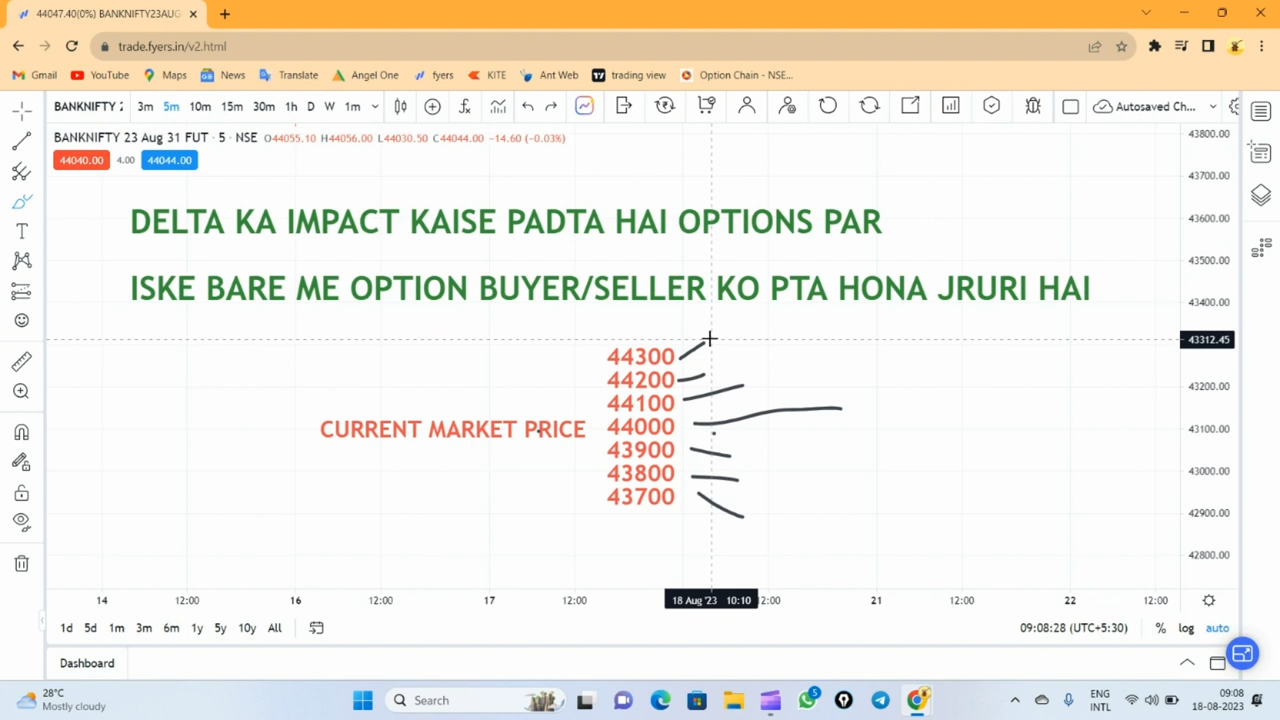 44047.40(0%) BANKNIFTY23AUG
trade.fyers.in/v2.html
Gmail YouTube Maps News Translate Angel One fyers KITE Ant Web trading view Option Chain - NSE...
BANKNIFTY 2 3m 5m 10m 15m 30m 1h D W 1m Autosaved Ch...
BANKNIFTY 23 Aug 31 FUT · 5 · NSE O44055.10 H44056.00 L44030.50 C44044.00 −14.60 (−0.03%)
44040.00 4.00 44044.00
DELTA KA IMPACT KAISE PADTA HAI OPTIONS PAR
ISKE BARE ME OPTION BUYER/SELLER KO PTA HONA JRURI HAI
44300
44200
44100
CURRENT MARKET PRICE 44000
43900
43800
43700
43800.00
43700.00
43600.00
43500.00
43400.00
43312.45
43200.00
43100.00
43000.00
42900.00
42800.00
14 12:00 16 12:00 17 12:00 18 Aug '23 10:10 2:00 21 12:00 22 12:00
1d 5d 1m 3m 6m 1y 5y 10y All 09:08:28 (UTC+5:30) % log auto
Dashboard
28°C
Mostly cloudy
Search
5
ENG
INTL
09:08
18-08-2023